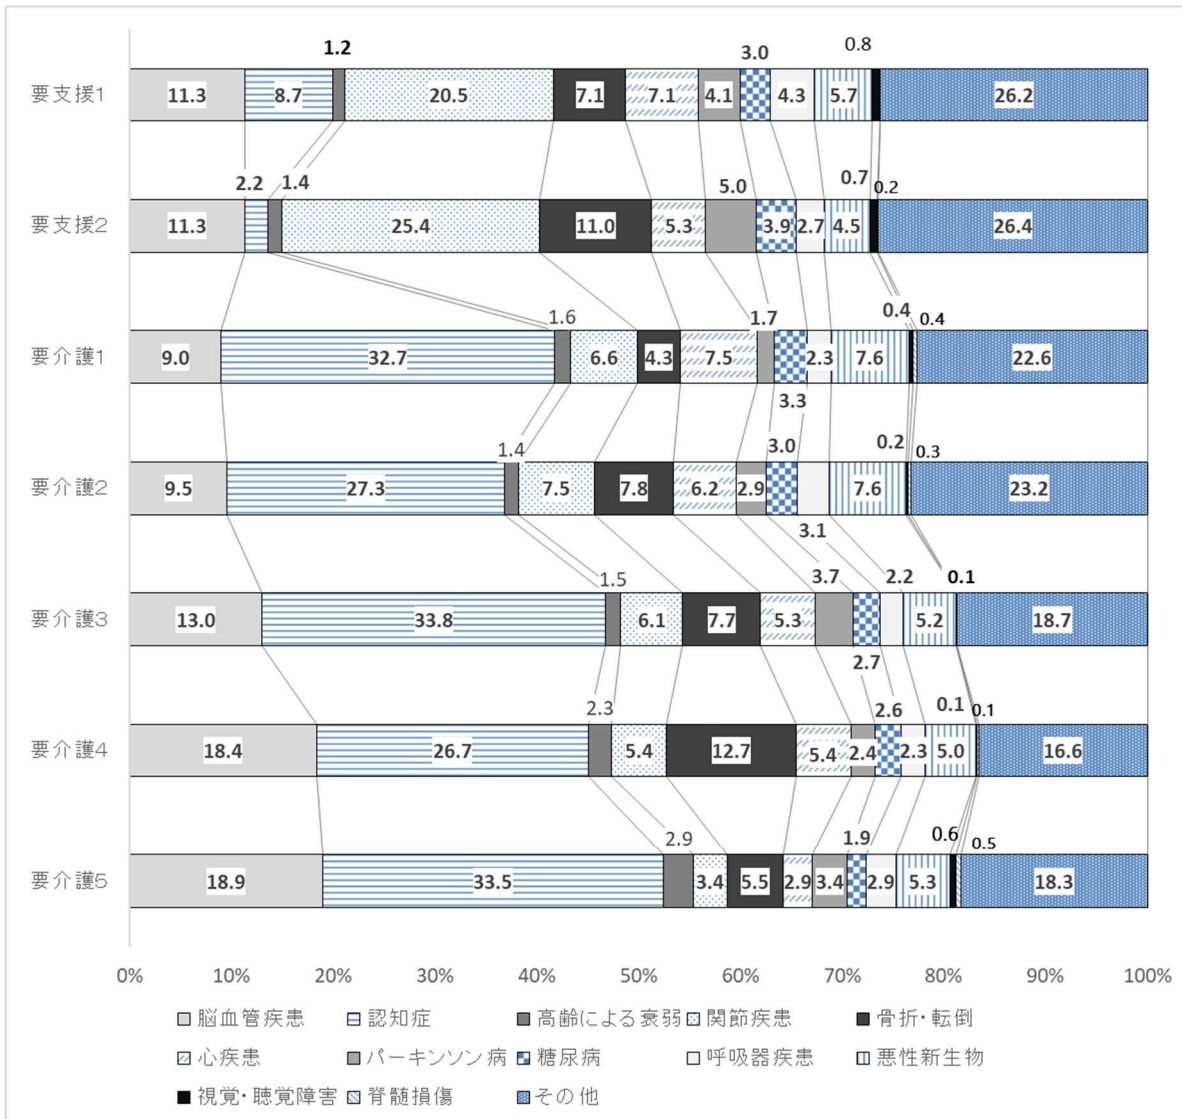 1.2 3.0 0.8
要支援1 11.3 8.7 20.5 7.1 7.1 4.1 4.3 5.7 26.2
2.2 1.4 5.0 0.7 0.2
要支援2 11.3 25.4 11.0 5.3 3.9 2.7 4.5 26.4
1.6 1.7 0.4 0.4
要介護1 9.0 32.7 6.6 4.3 7.5 2.3 7.6 22.6
3.3
1.4 3.0 0.2 0.3
要介護2 9.5 27.3 7.5 7.8 6.2 2.9 7.6 23.2
3.1
1.5 3.7 2.2 0.1
要介護3 13.0 33.8 6.1 7.7 5.3 5.2 18.7
2.7
2.3 2.6 0.1 0.1
要介護4 18.4 26.7 5.4 12.7 5.4 2.4 2.3 5.0 16.6
2.9 1.9 0.6 0.5
要介護5 18.9 33.5 3.4 5.5 2.9 3.4 2.9 5.3 18.3
0% 10% 20% 30% 40% 50% 60% 70% 80% 90% 100%
脳血管疾患 認知症 高齢による衰弱 関節疾患 骨折・転倒
心疾患 パーキンソン病 糖尿病 呼吸器疾患 悪性新生物
視覚・聴覚障害 脊髄損傷 その他